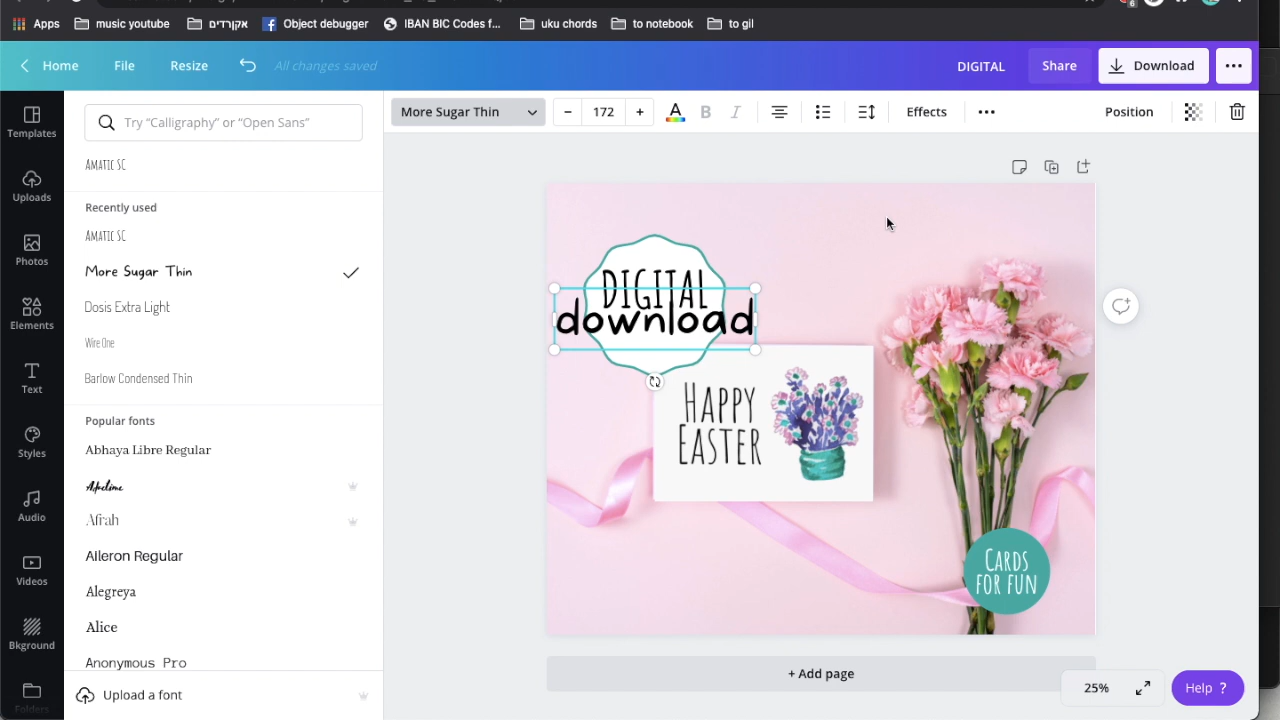 Apps
music youtube
אקורדים
Object debugger
IBAN BIC Codes f...
uku chords
to notebook
to gil
Home
File
Resize
All changes saved
DIGITAL
Share
Download
Templates
Uploads
Photos
Elements
Text
Styles
Audio
Videos
Bkground
Folders
Try “Calligraphy” or “Open Sans”
AMATIC SC
Recently used
AMATIC SC
More Sugar Thin
Dosis Extra Light
Wire One
Barlow Condensed Thin
Popular fonts
Abhaya Libre Regular
Adectime
Afrah
Aileron Regular
Alegreya
Alice
Anonymous Pro
Upload a font
More Sugar Thin
172
A
B
I
Effects
Position
DIGITAL
download
HAPPY
EASTER
CARDS
FOR FUN
+ Add page
25%
Help ?